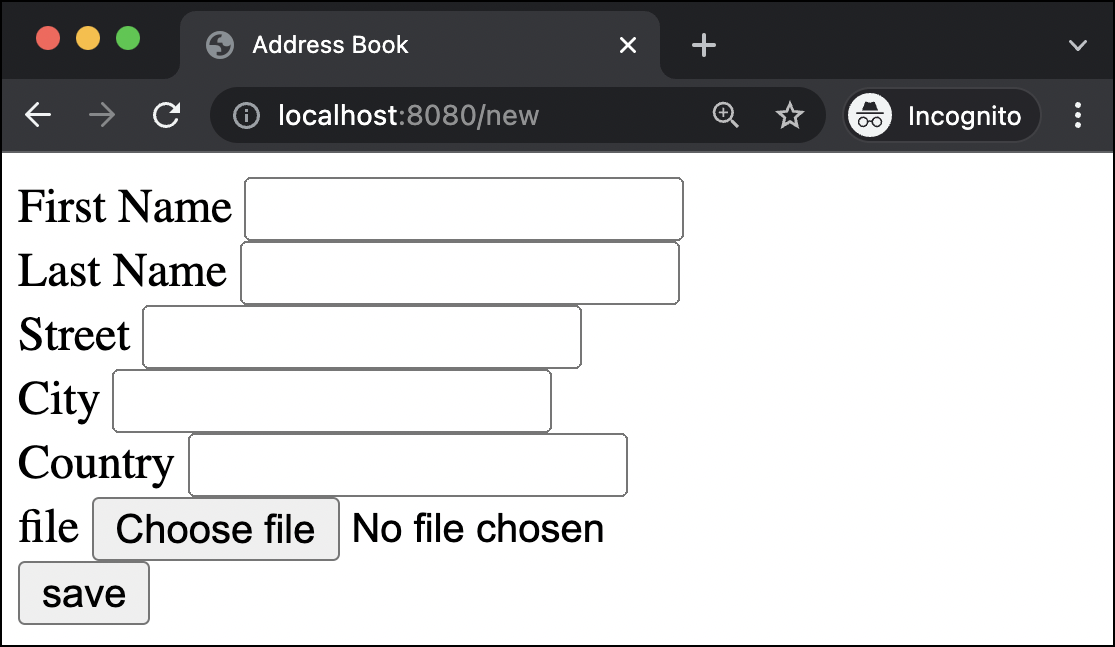 Address Book
localhost:8080/new Incognito
First Name
Last Name
Street
City
Country
file Choose file No file chosen
save